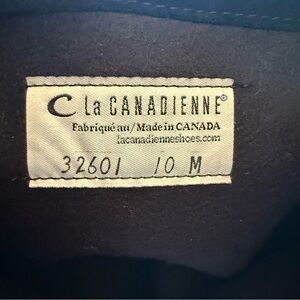 C La CANADIENNE®
Fabriqué au/Made in CANADA
lacanadienneshoes.com
32601 10 M